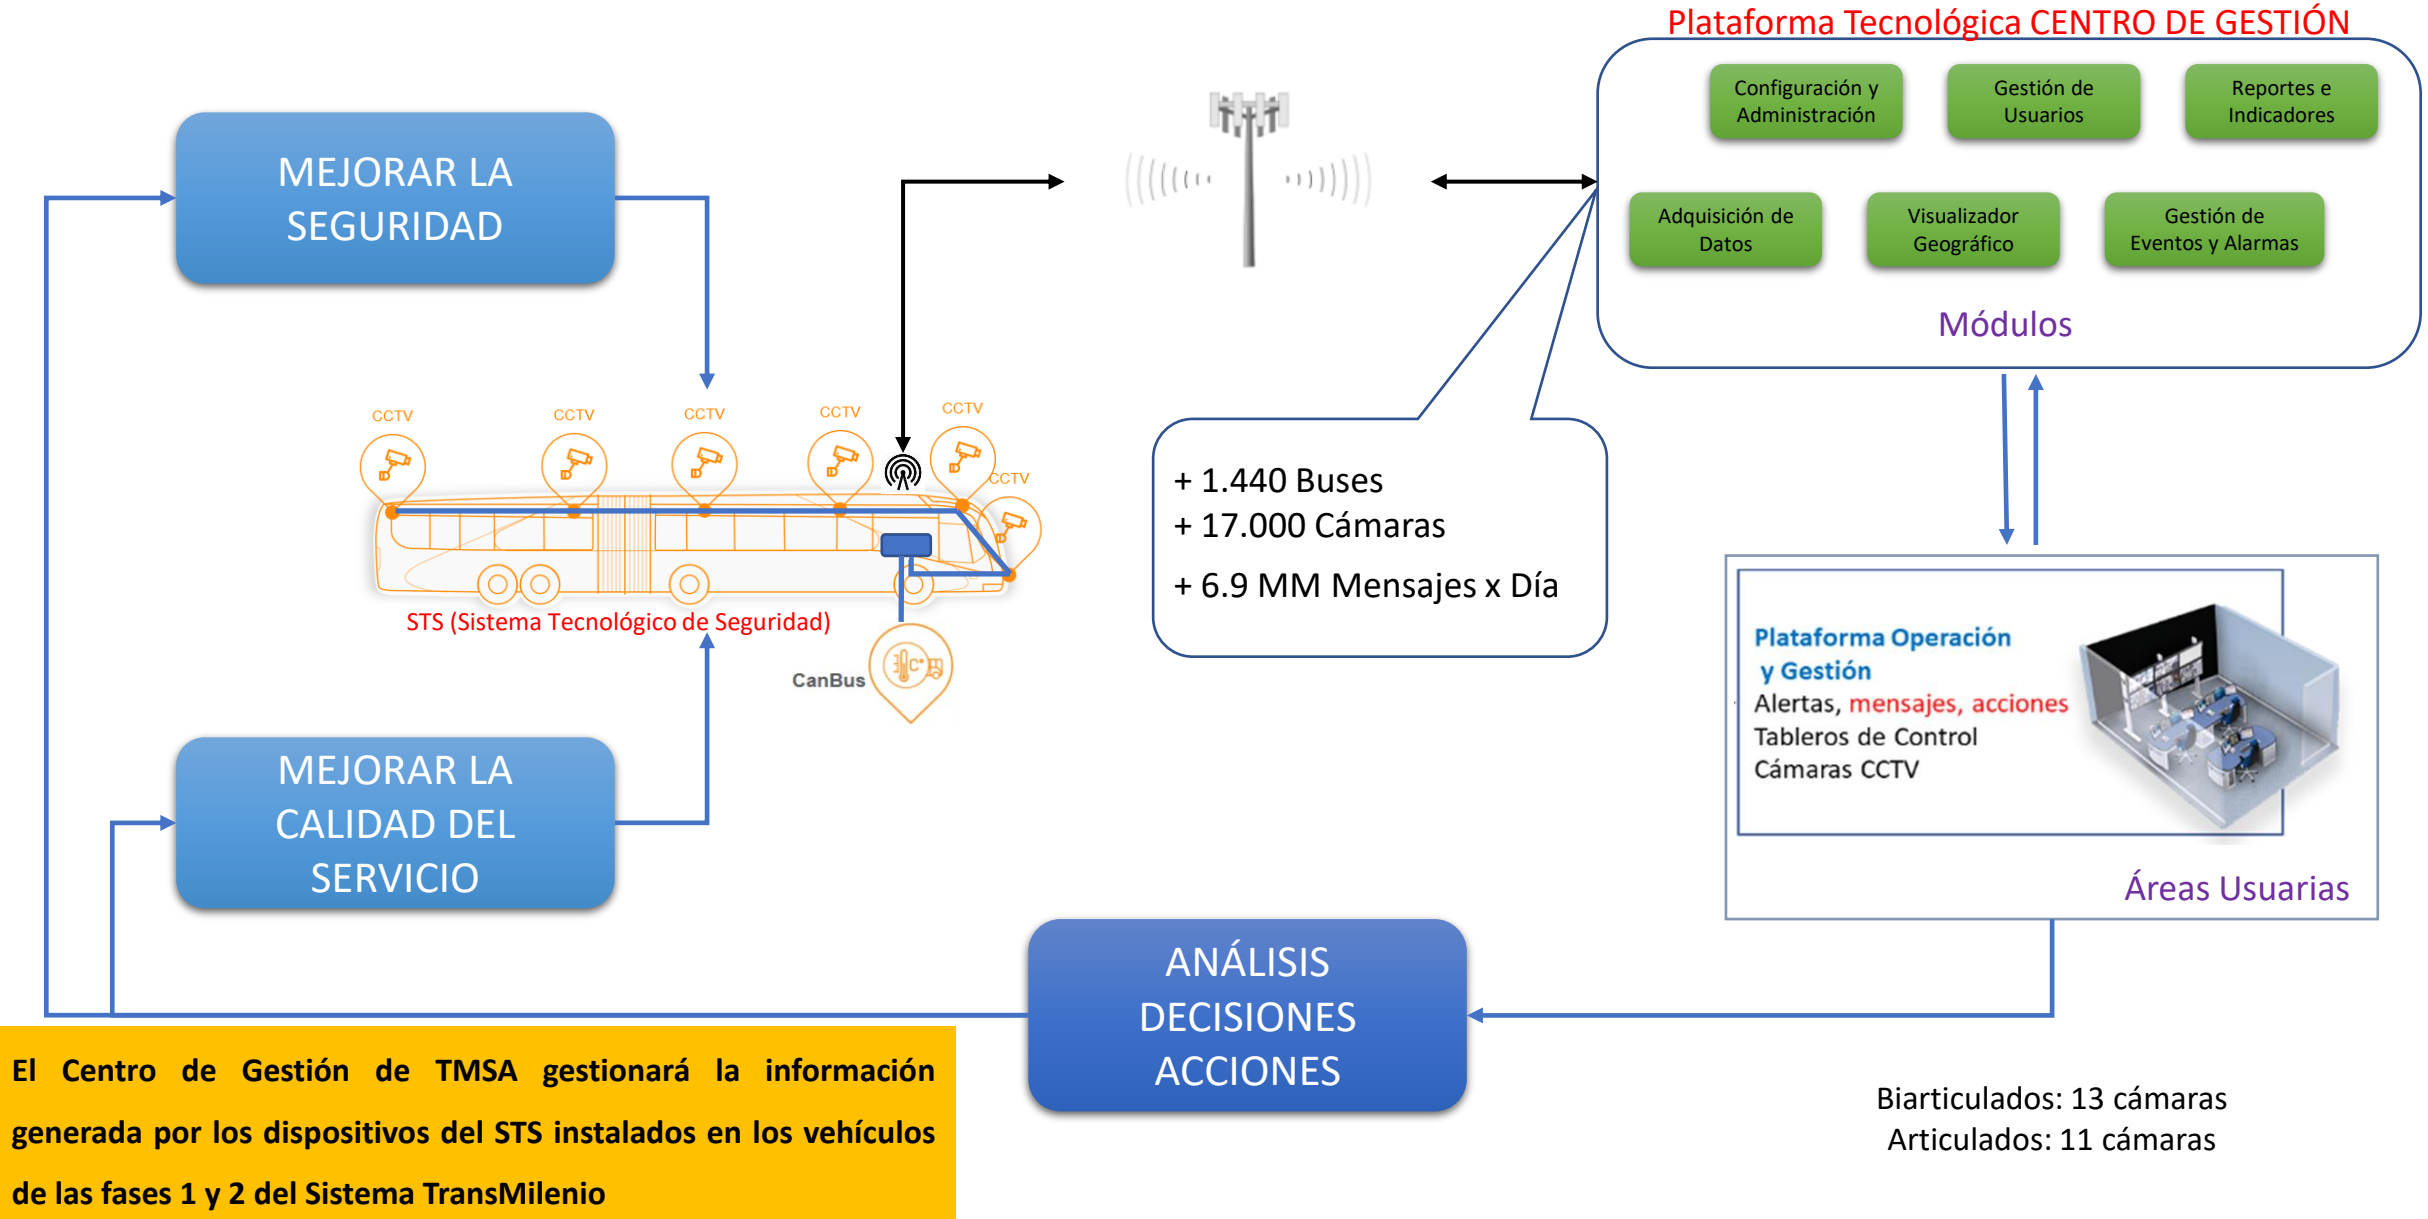 Plataforma Tecnológica CENTRO DE GESTIÓN
Configuración y
Administración
Gestión de
Usuarios
Reportes e
Indicadores
Adquisición de
Datos
Visualizador
Geográfico
Gestión de
Eventos y Alarmas
Módulos
MEJORAR LA
SEGURIDAD
CCTV
CCTV
CCTV
CCTV
CCTV
CCTV
STS (Sistema Tecnológico de Seguridad)
C°
CanBus
+ 1.440 Buses
+ 17.000 Cámaras
+ 6.9 MM Mensajes x Día
Plataforma Operación
y Gestión
Alertas, mensajes, acciones
Tableros de Control
Cámaras CCTV
Áreas Usuarias
MEJORAR LA
CALIDAD DEL
SERVICIO
ANÁLISIS
DECISIONES
ACCIONES
El Centro de Gestión de TMSA gestionará la información
generada por los dispositivos del STS instalados en los vehículos
de las fases 1 y 2 del Sistema TransMilenio
Biarticulados: 13 cámaras
Articulados: 11 cámaras